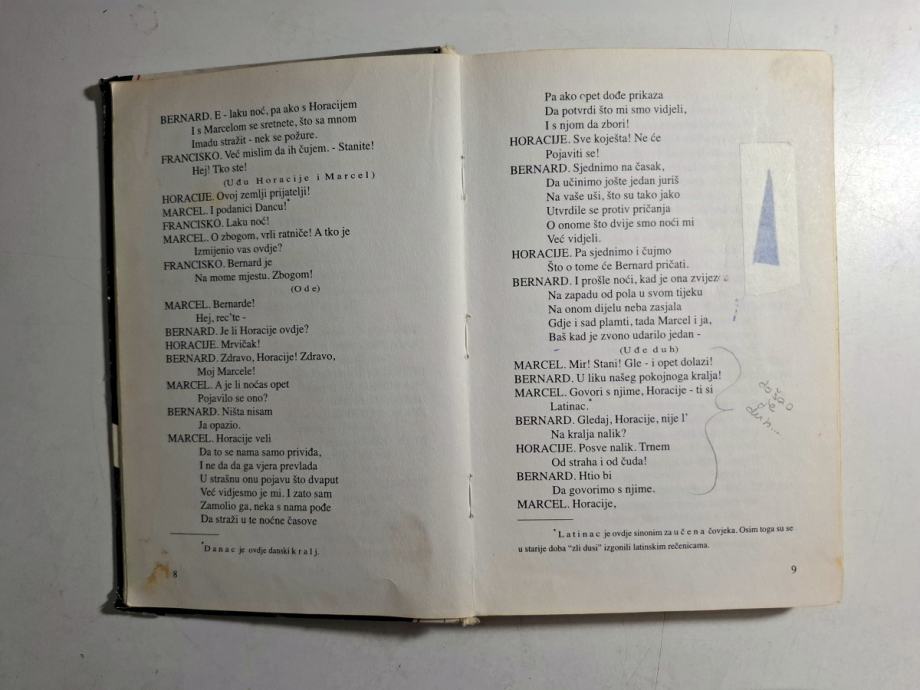 BERNARD. E - laku noć, pa ako s Horacijem
I s Marcelom se sretnete, što sa mnom
Imadu stražit - nek se požure.
FRANCISKO. Već mislim da ih čujem. - Stanite!
Hej! Tko ste!
(Uđu Horacije i Marcel)
HORACIJE. Ovoj zemlji prijatelji!
MARCEL. I podanici Dancu!*
FRANCISKO. Laku noć!
MARCEL. O zbogom, vrli ratniče! A tko je
Izmijenio vas ovdje?
FRANCISKO. Bernard je
Na mome mjestu. Zbogom!
(Ode)
MARCEL. Bernarde!
Hej, rec'te -
BERNARD. Je li Horacije ovdje?
HORACIJE. Mrvičak!
BERNARD. Zdravo, Horacije! Zdravo,
Moj Marcele!
MARCEL. A je li noćas opet
Pojavilo se ono?
BERNARD. Ništa nisam
Ja opazio.
MARCEL. Horacije veli
Da to se nama samo priviđa,
I ne da da ga vjera prevlada
U strašnu onu pojavu što dvaput
Već vidjesmo je mi. I zato sam
Zamolio ga, neka s nama pođe
Da straži u te noćne časove
*Danac je ovdje danski kralj.
8
Pa ako opet dođe prikaza
Da potvrdi što mi smo vidjeli,
I s njom da zbori!
HORACIJE. Sve koješta! Ne će
Pojaviti se!
BERNARD. Sjednimo na časak,
Da učinimo jošte jedan juriš
Na vaše uši, što su tako jako
Utvrdile se protiv pričanja
O onome što dvije smo noći mi
Već vidjeli.
HORACIJE. Pa sjednimo i čujmo
Što o tome će Bernard pričati.
BERNARD. I prošle noći, kad je ona zvijezda
Na zapadu od pola u svom tijeku
Na onom dijelu neba zasjala
Gdje i sad plamti, tada Marcel i ja,
Baš kad je zvono udarilo jedan -
(Uđe duh)
MARCEL. Mir! Stani! Gle - i opet dolazi!
BERNARD. U liku našeg pokojnoga kralja!
MARCEL. Govori s njime, Horacije - ti si
Latinac.*
BERNARD. Gledaj, Horacije, nije l'
Na kralja nalik?
HORACIJE. Posve nalik. Trnem
Od straha i od čuda!
BERNARD. Htio bi
Da govorimo s njime.
MARCEL. Horacije,
*Latinac je ovdje sinonim za učena čovjeka. Osim toga su se
u starije doba "zli dusi" izgonili latinskim rečenicama.
9
došao
je
duh...